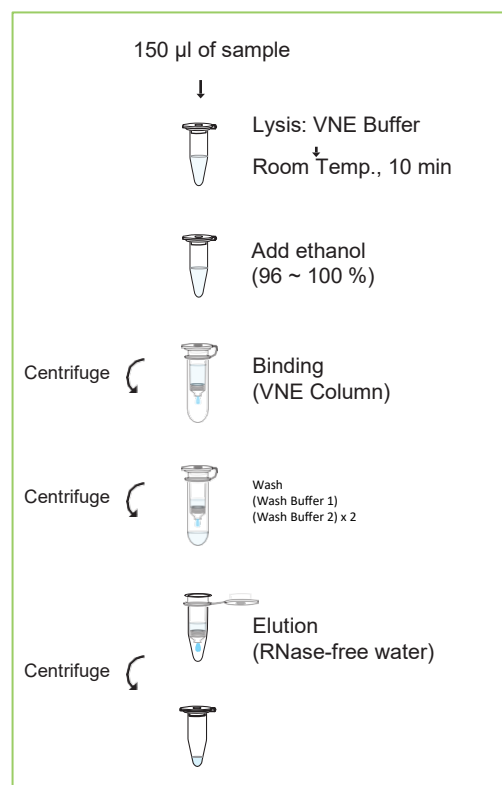 150 µl of sample
Lysis: VNE Buffer
Room Temp., 10 min
Add ethanol
(96 ~ 100 %)
Centrifuge
Binding
(VNE Column)
Centrifuge
Wash
(Wash Buffer 1)
(Wash Buffer 2) x 2
Elution
(RNase-free water)
Centrifuge